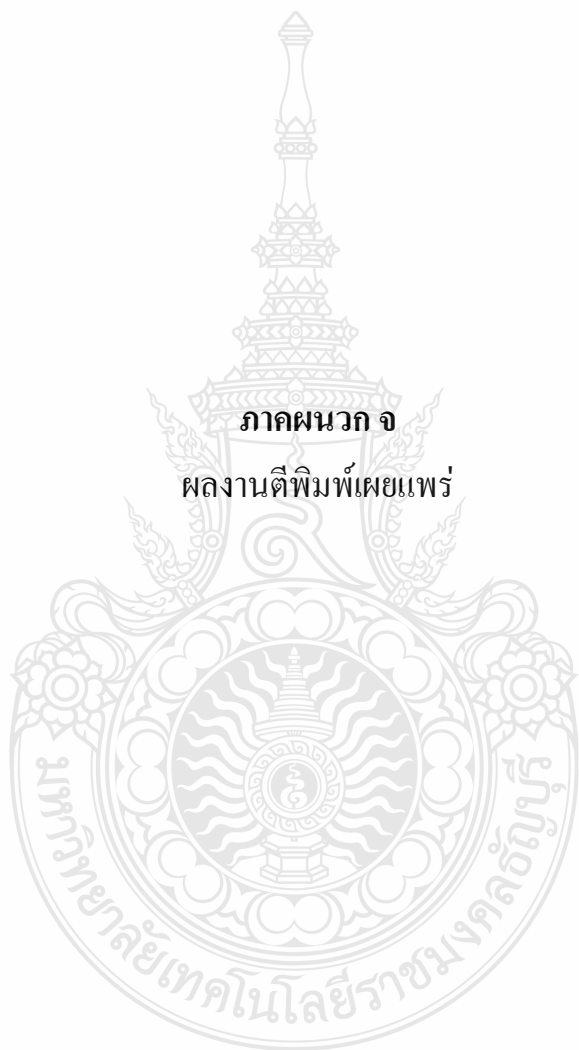 ภาคผนวก จ
ผลงานตีพิมพ์เผยแพร่
มหาวิทยาลัยเทคโนโลยีราชมงคลธัญบุรี